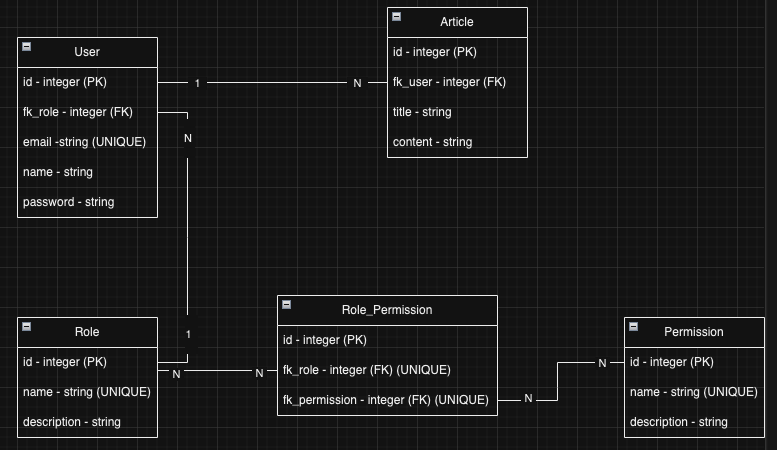 User
id - integer (PK)
fk_role - integer (FK)
email -string (UNIQUE)
name - string
password - string
Article
id - integer (PK)
fk_user - integer (FK)
title - string
content - string
1
N
N
1
Role
id - integer (PK)
name - string (UNIQUE)
description - string
N
N
Role_Permission
id - integer (PK)
fk_role - integer (FK) (UNIQUE)
fk_permission - integer (FK) (UNIQUE)
N
N
Permission
id - integer (PK)
name - string (UNIQUE)
description - string